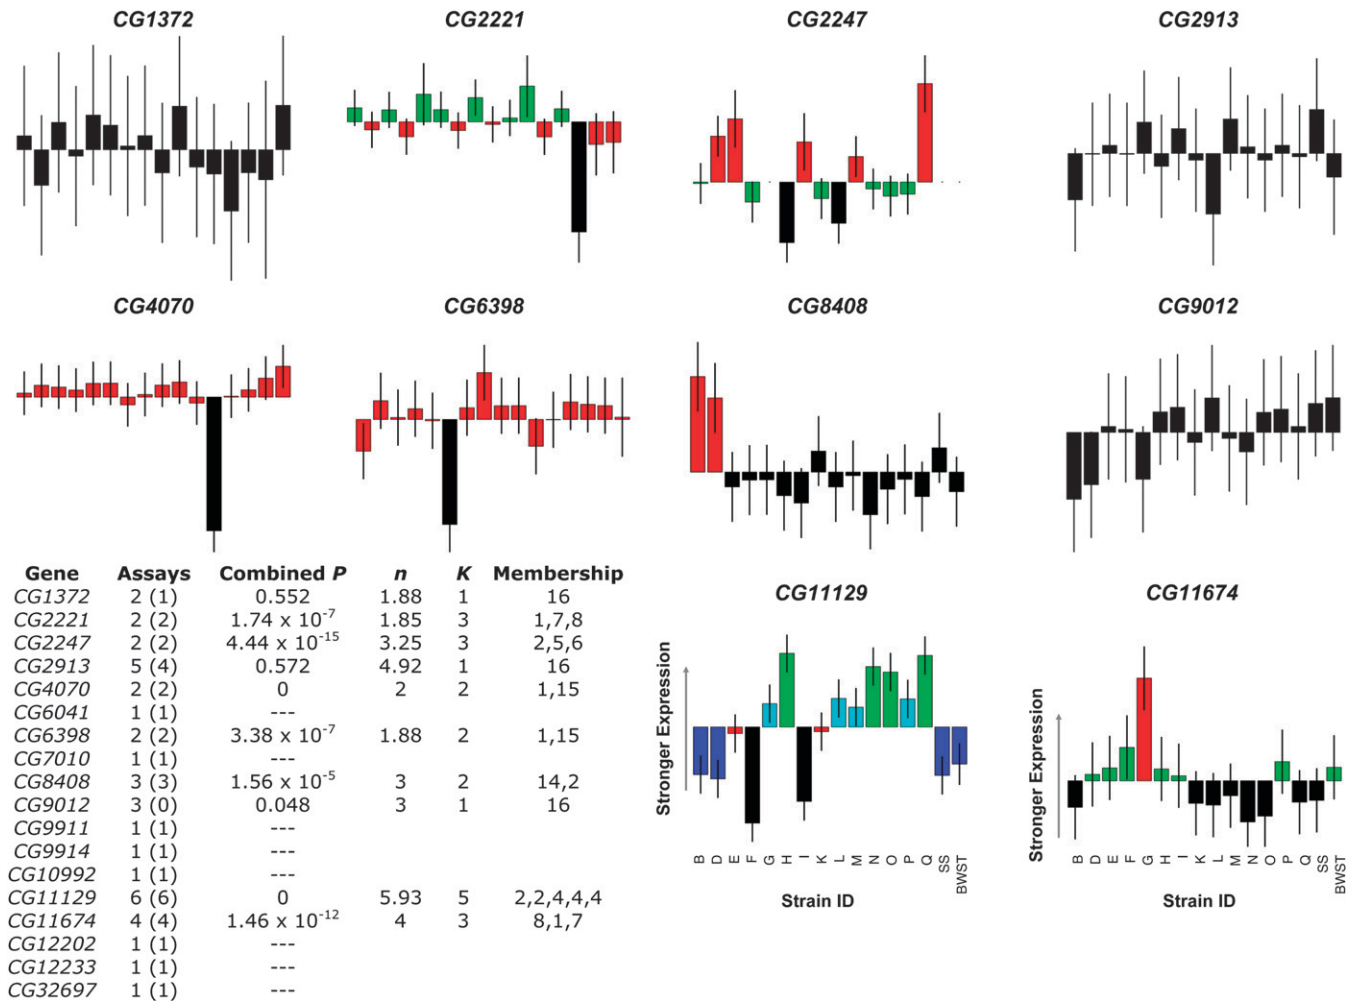 CG1372 CG2221 CG2247 CG2913
CG4070 CG6398 CG8408 CG9012
Gene Assays Combined P n K Membership
CG1372 2 (1) 0.552 1.88 1 16
CG2221 2 (2) 1.74 x 10-7 1.85 3 1,7,8
CG2247 2 (2) 4.44 x 10-15 3.25 3 2,5,6
CG2913 5 (4) 0.572 4.92 1 16
CG4070 2 (2) 0 2 2 1,15
CG6041 1 (1) ---
CG6398 2 (2) 3.38 x 10-7 1.88 2 1,15
CG7010 1 (1) ---
CG8408 3 (3) 1.56 x 10-5 3 2 14,2
CG9012 3 (0) 0.048 3 1 16
CG9911 1 (1) ---
CG9914 1 (1) ---
CG10992 1 (1) ---
CG11129 6 (6) 0 5.93 5 2,2,4,4,4
CG11674 4 (4) 1.46 x 10-12 4 3 8,1,7
CG12202 1 (1) ---
CG12233 1 (1) ---
CG32697 1 (1) ---
CG11129
Stronger Expression
B D E F G H I K L M N O P Q SS BWST
Strain ID
CG11674
Stronger Expression
B D E F G H I K L M N O P Q SS BWST
Strain ID